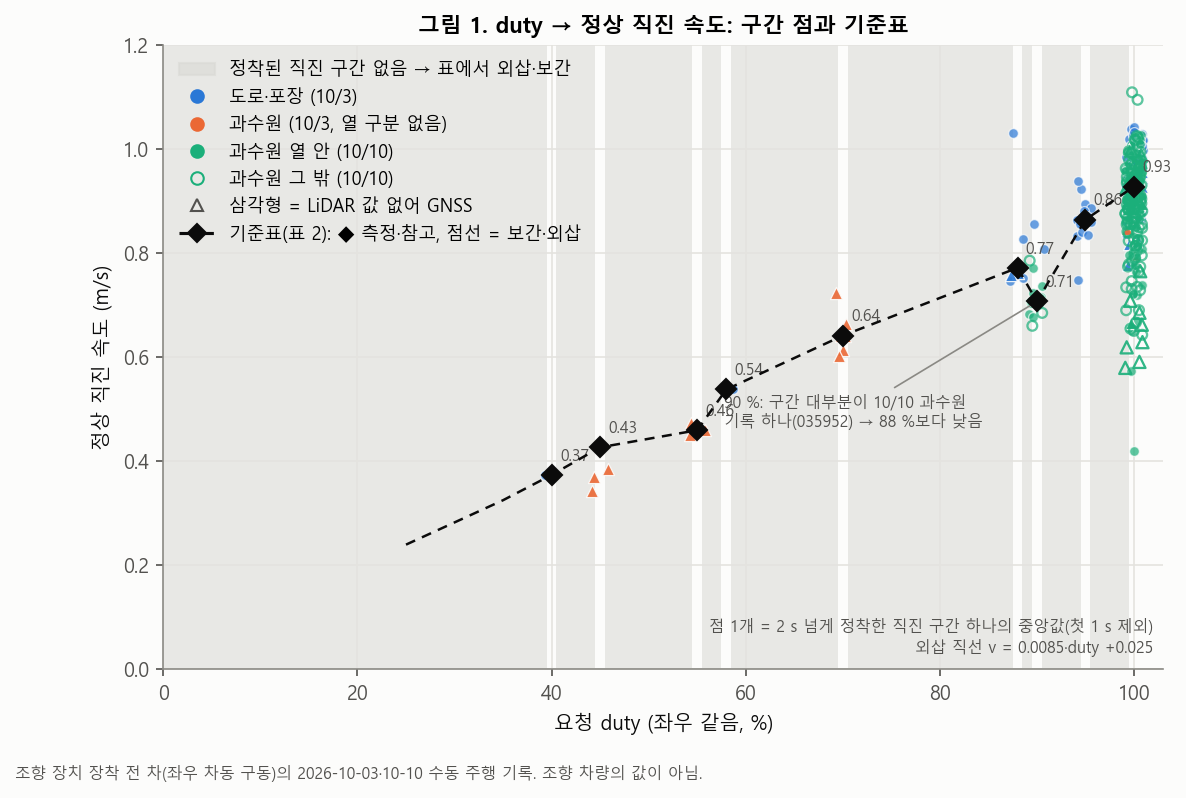 그림 1. duty → 정상 직진 속도: 구간 점과 기준표
정상 직진 속도 (m/s)
1.2
1.0
0.8
0.6
0.4
0.2
0.0
정착된 직진 구간 없음 → 표에서 외삽·보간
도로·포장 (10/3)
과수원 (10/3, 열 구분 없음)
과수원 열 안 (10/10)
과수원 그 밖 (10/10)
삼각형 = LiDAR 값 없어 GNSS
기준표(표 2): ◆ 측정·참고, 점선 = 보간·외삽
0.37
0.43
0.46
0.54
0.64
0.77
0.71
0.86
0.93
90 %: 구간 대부분이 10/10 과수원
기록 하나(035952) → 88 %보다 낮음
점 1개 = 2 s 넘게 정착한 직진 구간 하나의 중앙값(첫 1 s 제외)
외삽 직선 v = 0.0085·duty +0.025
0
20
40
60
80
100
요청 duty (좌우 같음, %)
조향 장치 장착 전 차(좌우 차동 구동)의 2026-10-03·10-10 수동 주행 기록. 조향 차량의 값이 아님.